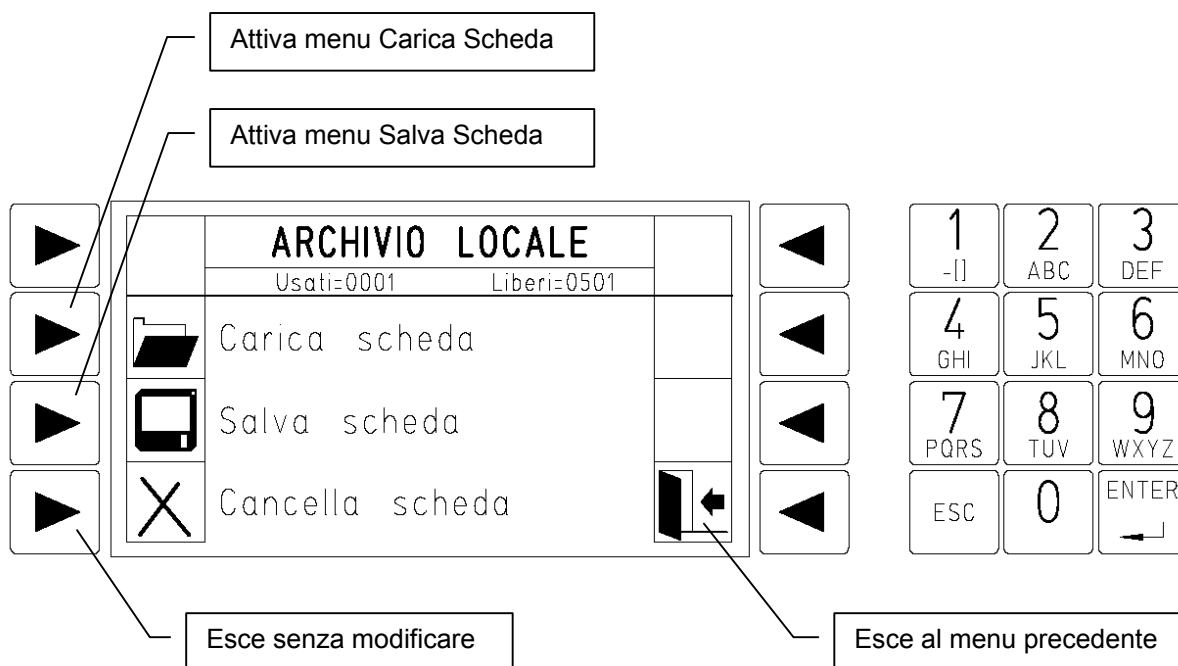 Attiva menu Carica Scheda
Attiva menu Salva Scheda
ARCHIVIO LOCALE
Usati=0001 Liberi=0501
Carica scheda
Salva scheda
Cancella scheda
1 2 3
-[] ABC DEF
4 5 6
GHI JKL MNO
7 8 9
PQRS TUV WXYZ
ESC 0 ENTER
Esce senza modificare
Esce al menu precedente